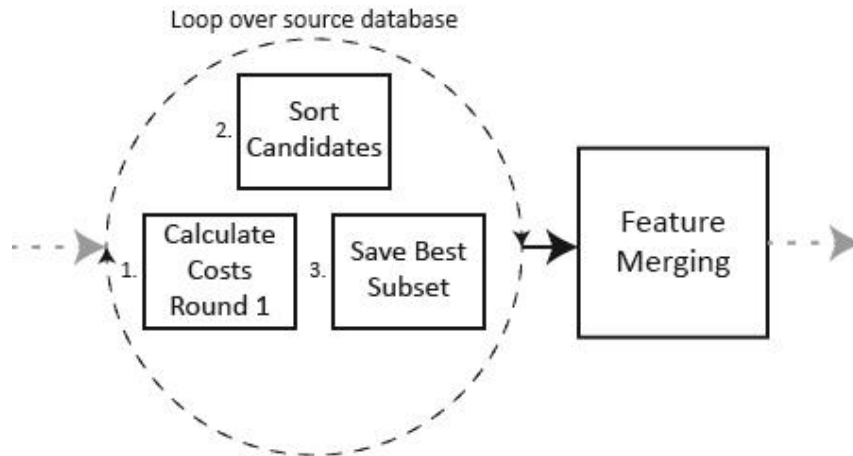 Loop over source database
2.
Sort
Candidates
1.
Calculate
Costs
Round 1
3.
Save Best
Subset
Feature
Merging